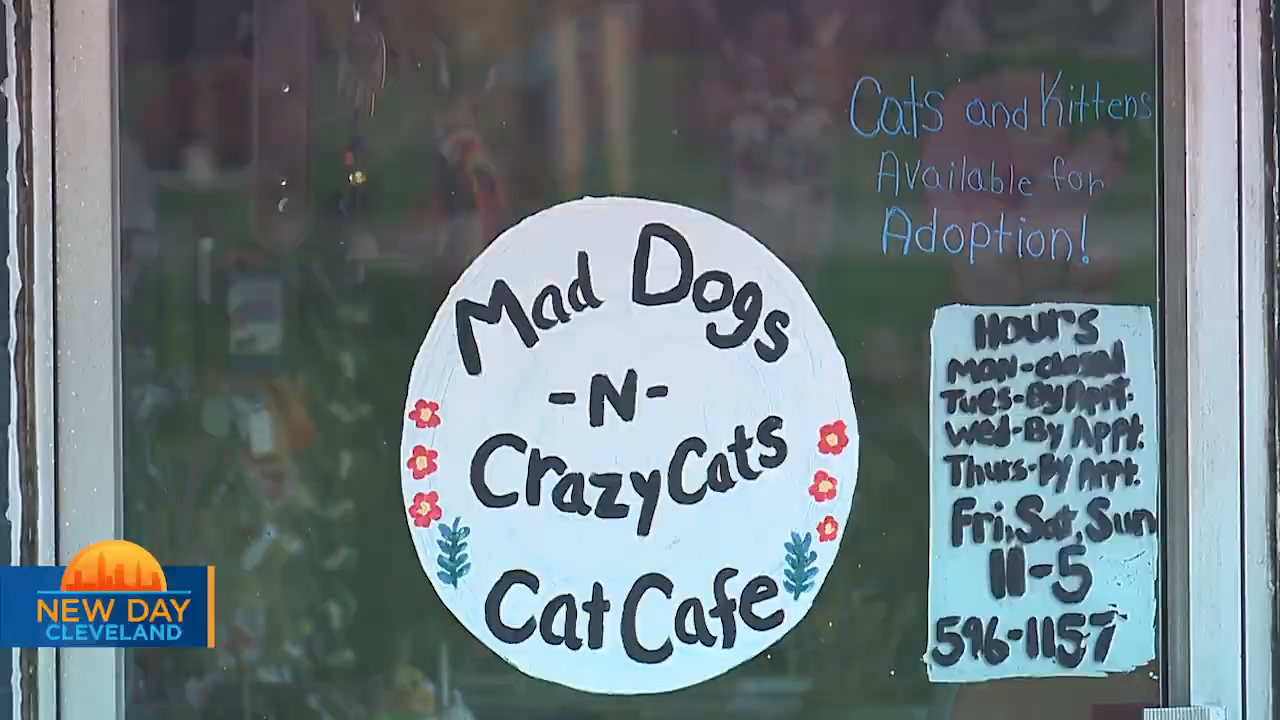 Cats and Kittens
Available for
Adoption!
Mad Dogs
-N-
Crazy Cats
Cat Cafe
Hours
Mon-closed
Tues-By Appt.
Wed-By Appt.
Thurs-By Appt.
Fri, Sat, Sun
11-5
596-1157
NEW DAY
CLEVELAND